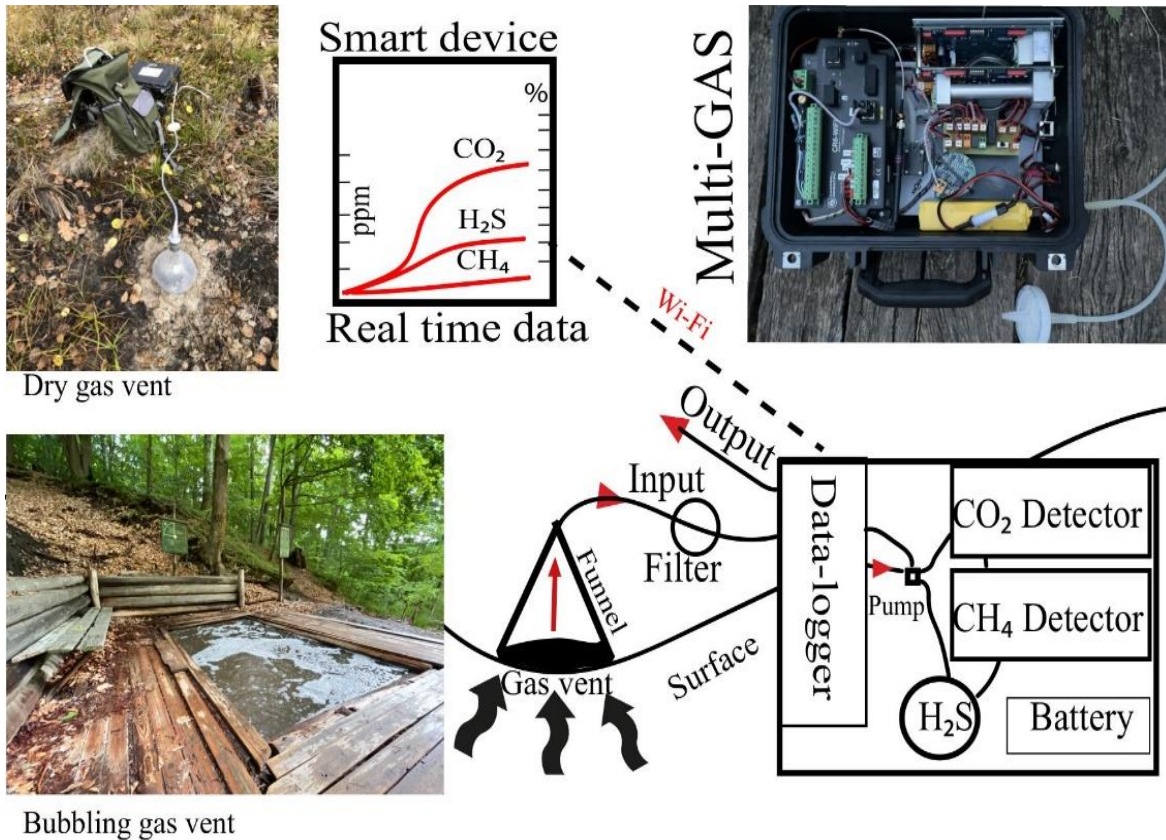 Smart device
%
ppm
CO₂
H₂S
CH₄
Real time data
Multi-GAS
Dry gas vent
Wi-Fi
Output
Input
Filter
Funnel
Gas vent
Surface
Data-logger
Pump
CO₂ Detector
CH₄ Detector
H₂S
Battery
Bubbling gas vent